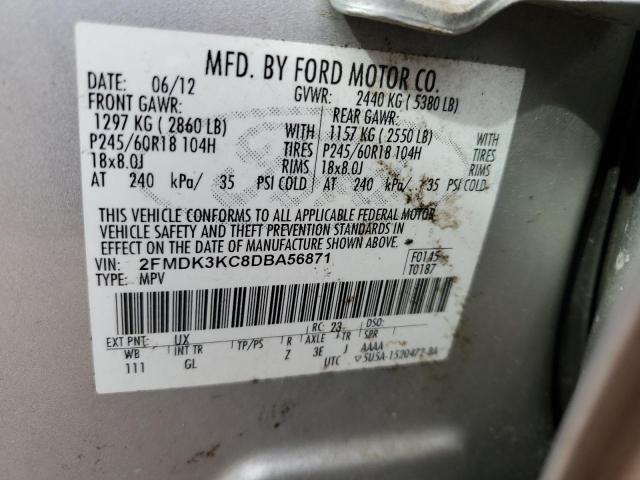 MFD. BY FORD MOTOR CO.
DATE: 06/12 GVWR: 2440 KG ( 5380 LB)
FRONT GAWR: REAR GAWR:
1297 KG ( 2860 LB) WITH 1157 KG ( 2550 LB) WITH
P245/60R18 104H TIRES P245/60R18 104H TIRES
18x8.0J RIMS 18x8.0J RIMS
AT 240 kPa/ 35 PSI COLD AT 240 kPa/ 35 PSI COLD
THIS VEHICLE CONFORMS TO ALL APPLICABLE FEDERAL MOTOR
VEHICLE SAFETY AND THEFT PREVENTION STANDARDS IN
EFFECT ON THE DATE OF MANUFACTURE SHOWN ABOVE.
VIN: 2FMDK3KC8DBA56871 F0145
TYPE: MPV T0187
EXT PNT: UX RC: 23 DSO:
WB INT TR TP/PS R AXLE TR SPR
111 GL Z 3E J AAAA
UTC 5U5A-1520472-BA